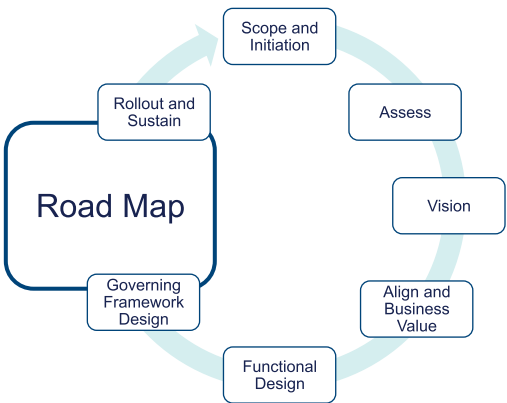 Scope and
Initiation
Assess
Vision
Align and
Business
Value
Functional
Design
Governing
Framework
Design
Road Map
Rollout and
Sustain